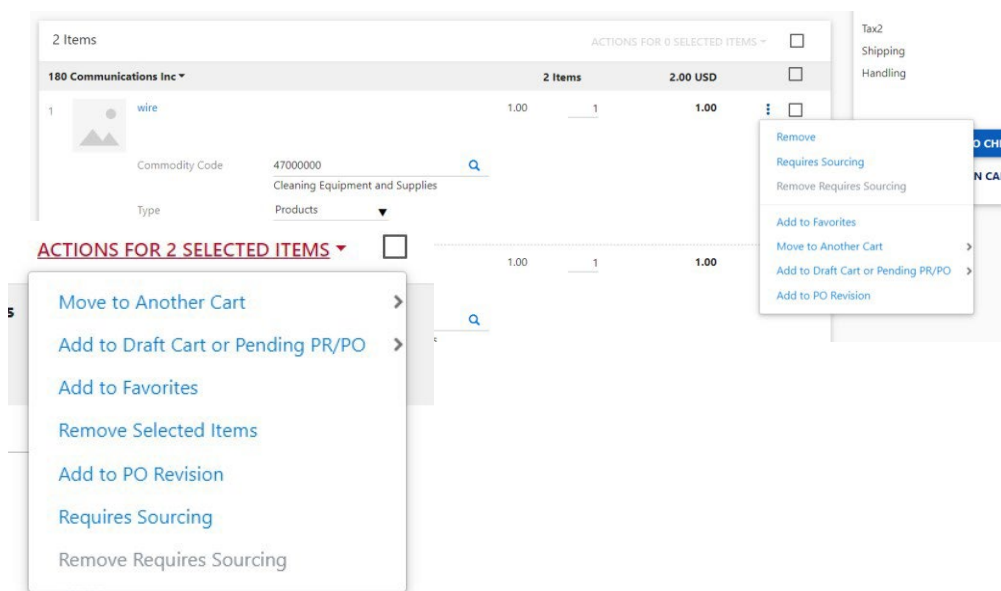 2 Items
ACTIONS FOR 0 SELECTED ITEMS
Tax2
Shipping
Handling
180 Communications Inc
2 Items
2.00 USD
1
wire
1.00
1
1.00
Commodity Code
47000000
Cleaning Equipment and Supplies
Type
Products
Remove
Requires Sourcing
Remove Requires Sourcing
Add to Favorites
Move to Another Cart
Add to Draft Cart or Pending PR/PO
Add to PO Revision
1.00
1
1.00
ACTIONS FOR 2 SELECTED ITEMS
Move to Another Cart
Add to Draft Cart or Pending PR/PO
Add to Favorites
Remove Selected Items
Add to PO Revision
Requires Sourcing
Remove Requires Sourcing